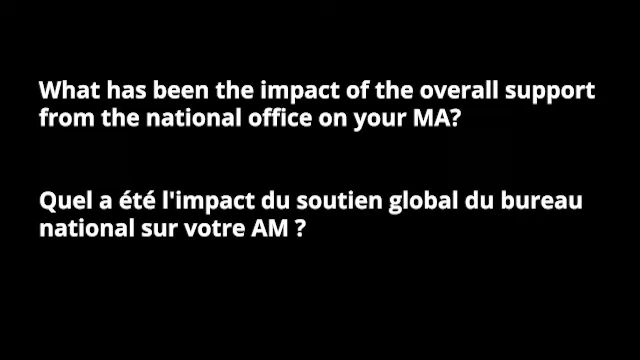 What has been the impact of the overall support
from the national office on your MA?
Quel a été l'impact du soutien global du bureau
national sur votre AM ?